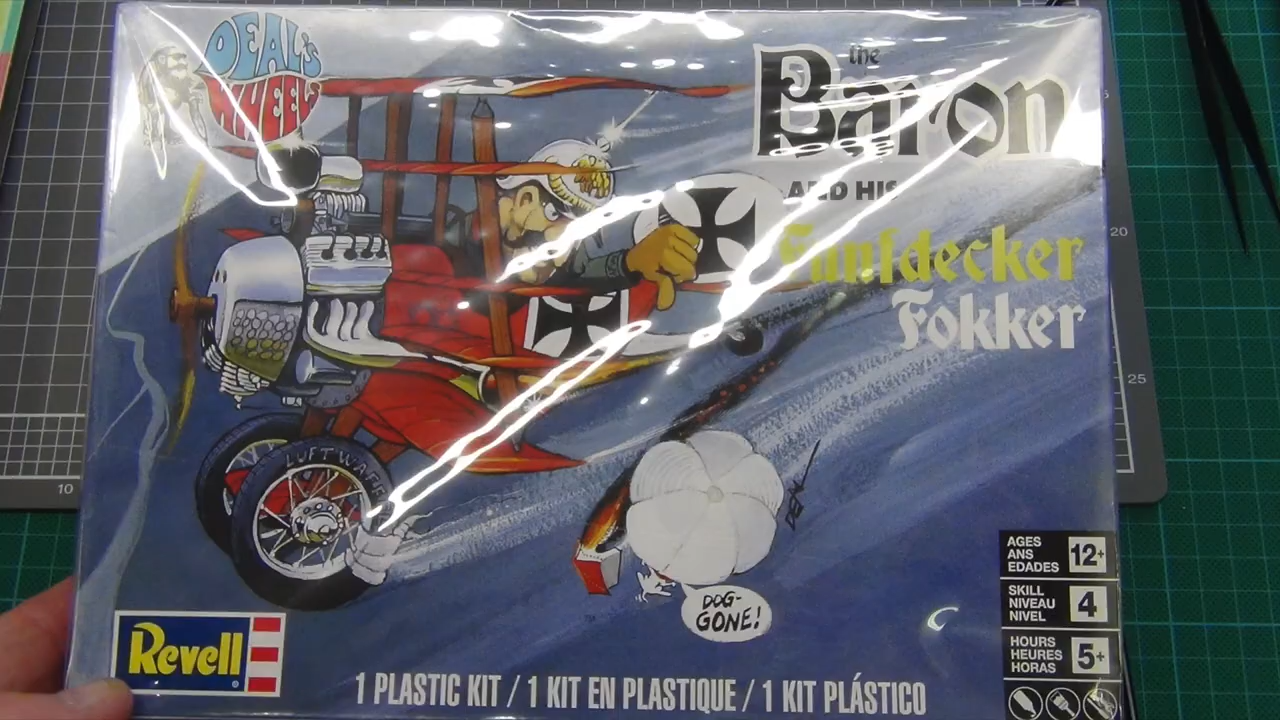 DEAL'S
WHEELS
the
Baron
AND HIS
Funfdecker
Fokker
LUFTWAFFE
DEAL
DOG-
GONE!
AGES
ANS
EDADES
12+
SKILL
NIVEAU
NIVEL
4
HOURS
HEURES
HORAS
5+
Revell
1 PLASTIC KIT / 1 KIT EN PLASTIQUE / 1 KIT PLÁSTICO
10
20
25